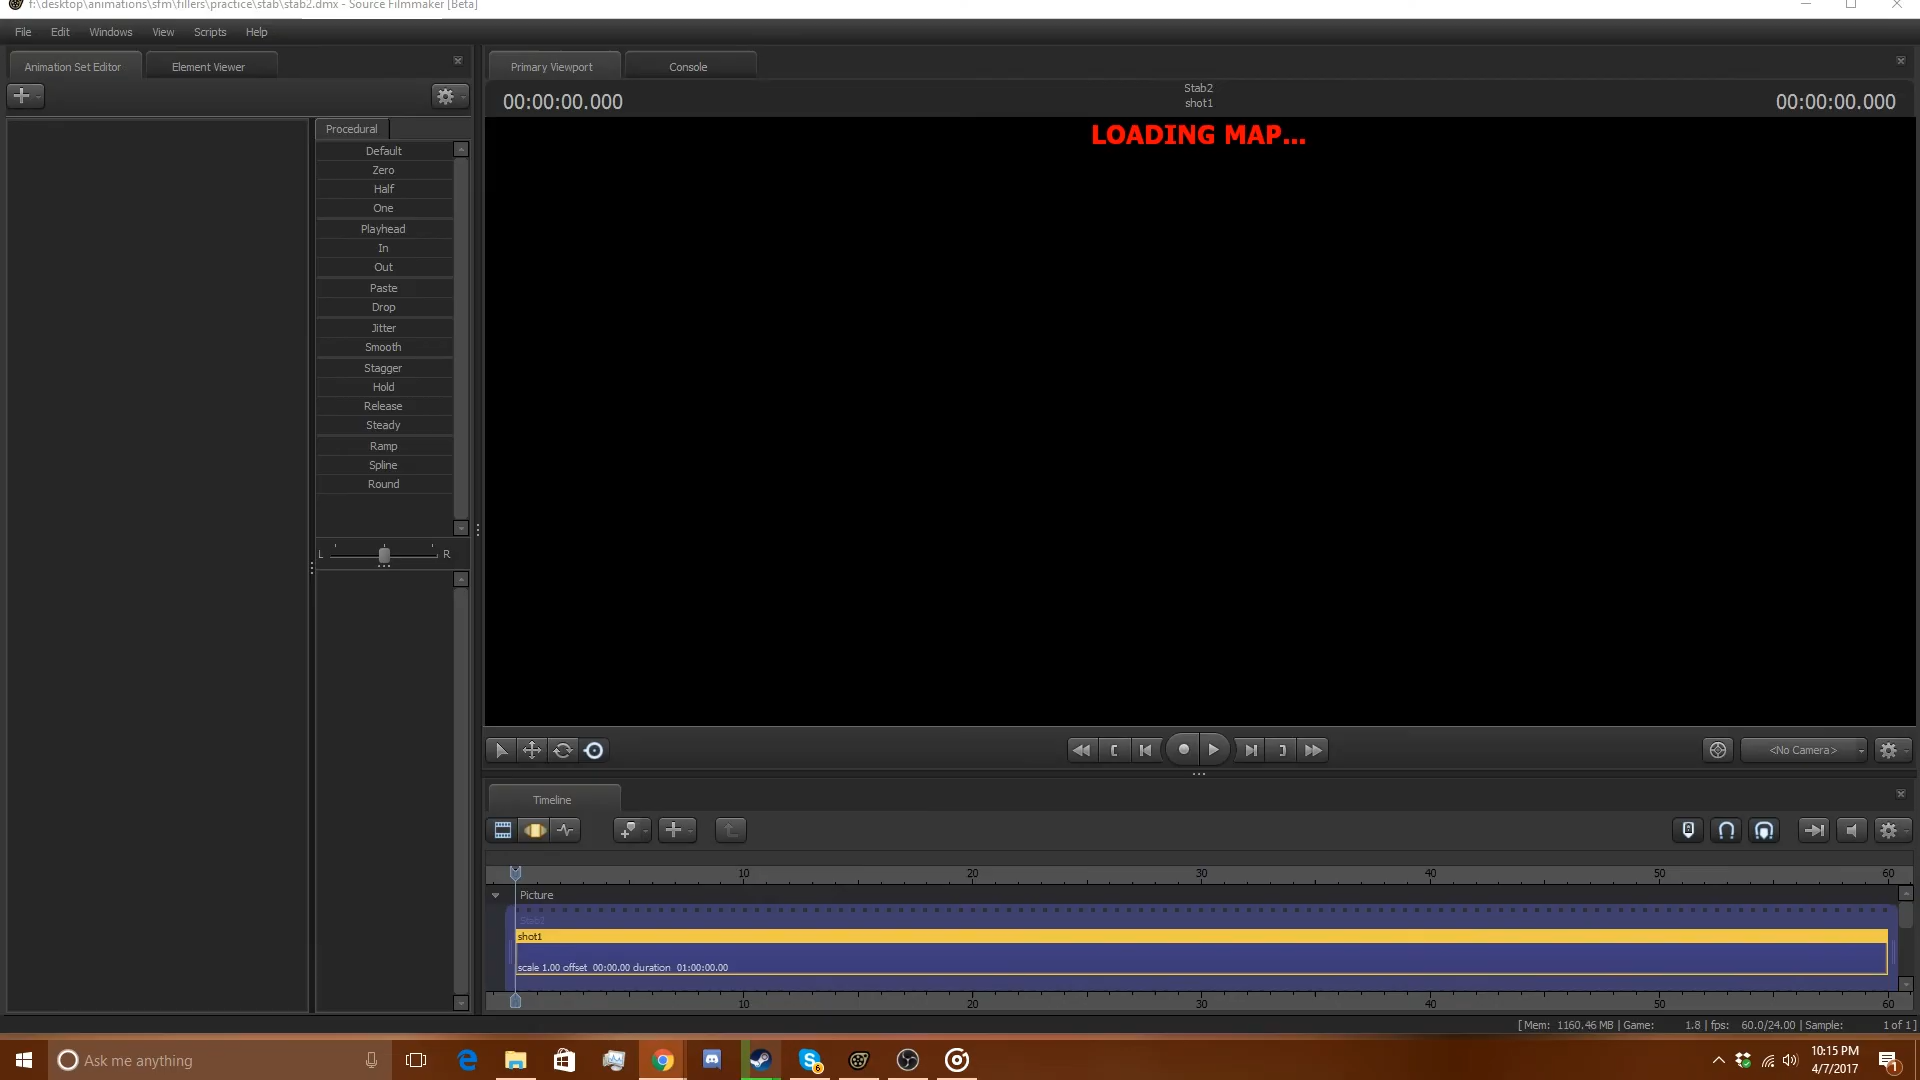 f:\desktop\animations\sfm\fillers\practice\stab\stab2.dmx - Source Filmmaker [Beta]
File Edit Windows View Scripts Help
Animation Set Editor Element Viewer
Primary Viewport Console
00:00:00.000
Stab2
shot1
00:00:00.000
LOADING MAP...
Procedural
Default
Zero
Half
One
Playhead
In
Out
Paste
Drop
Jitter
Smooth
Stagger
Hold
Release
Steady
Ramp
Spline
Round
L R
<No Camera>
Timeline
10 20 30 40 50 60
Picture
Stab2
shot1
scale 1.00 offset 00:00.00 duration 01:00:00.00
10 20 30 40 50 60
[ Mem: 1160.46 MB | Game: 1.8 | fps: 60.0/24.00 | Sample: 1 of 1 ]
Ask me anything
6
10:15 PM
4/7/2017
1